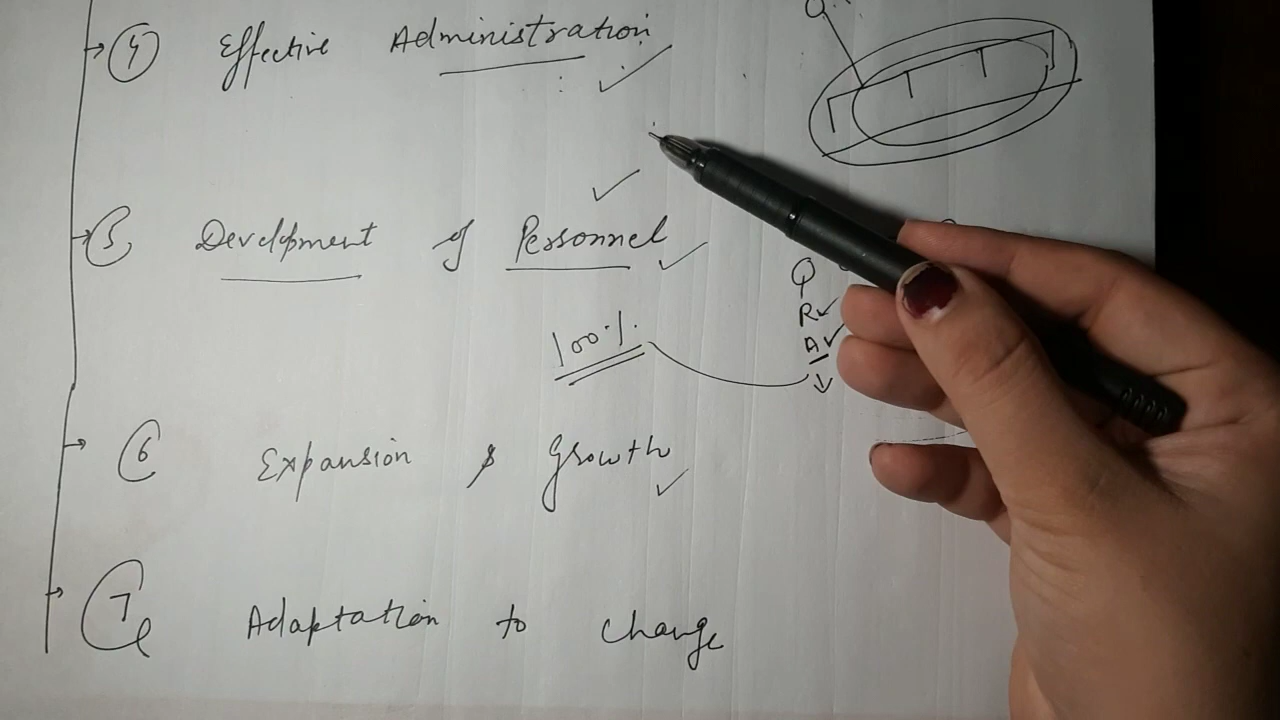 ④ Effective Administration
5 Development of Personnel
Q
R✓
A✓
100%
6 Expansion & Growth
7 Adaptation to change